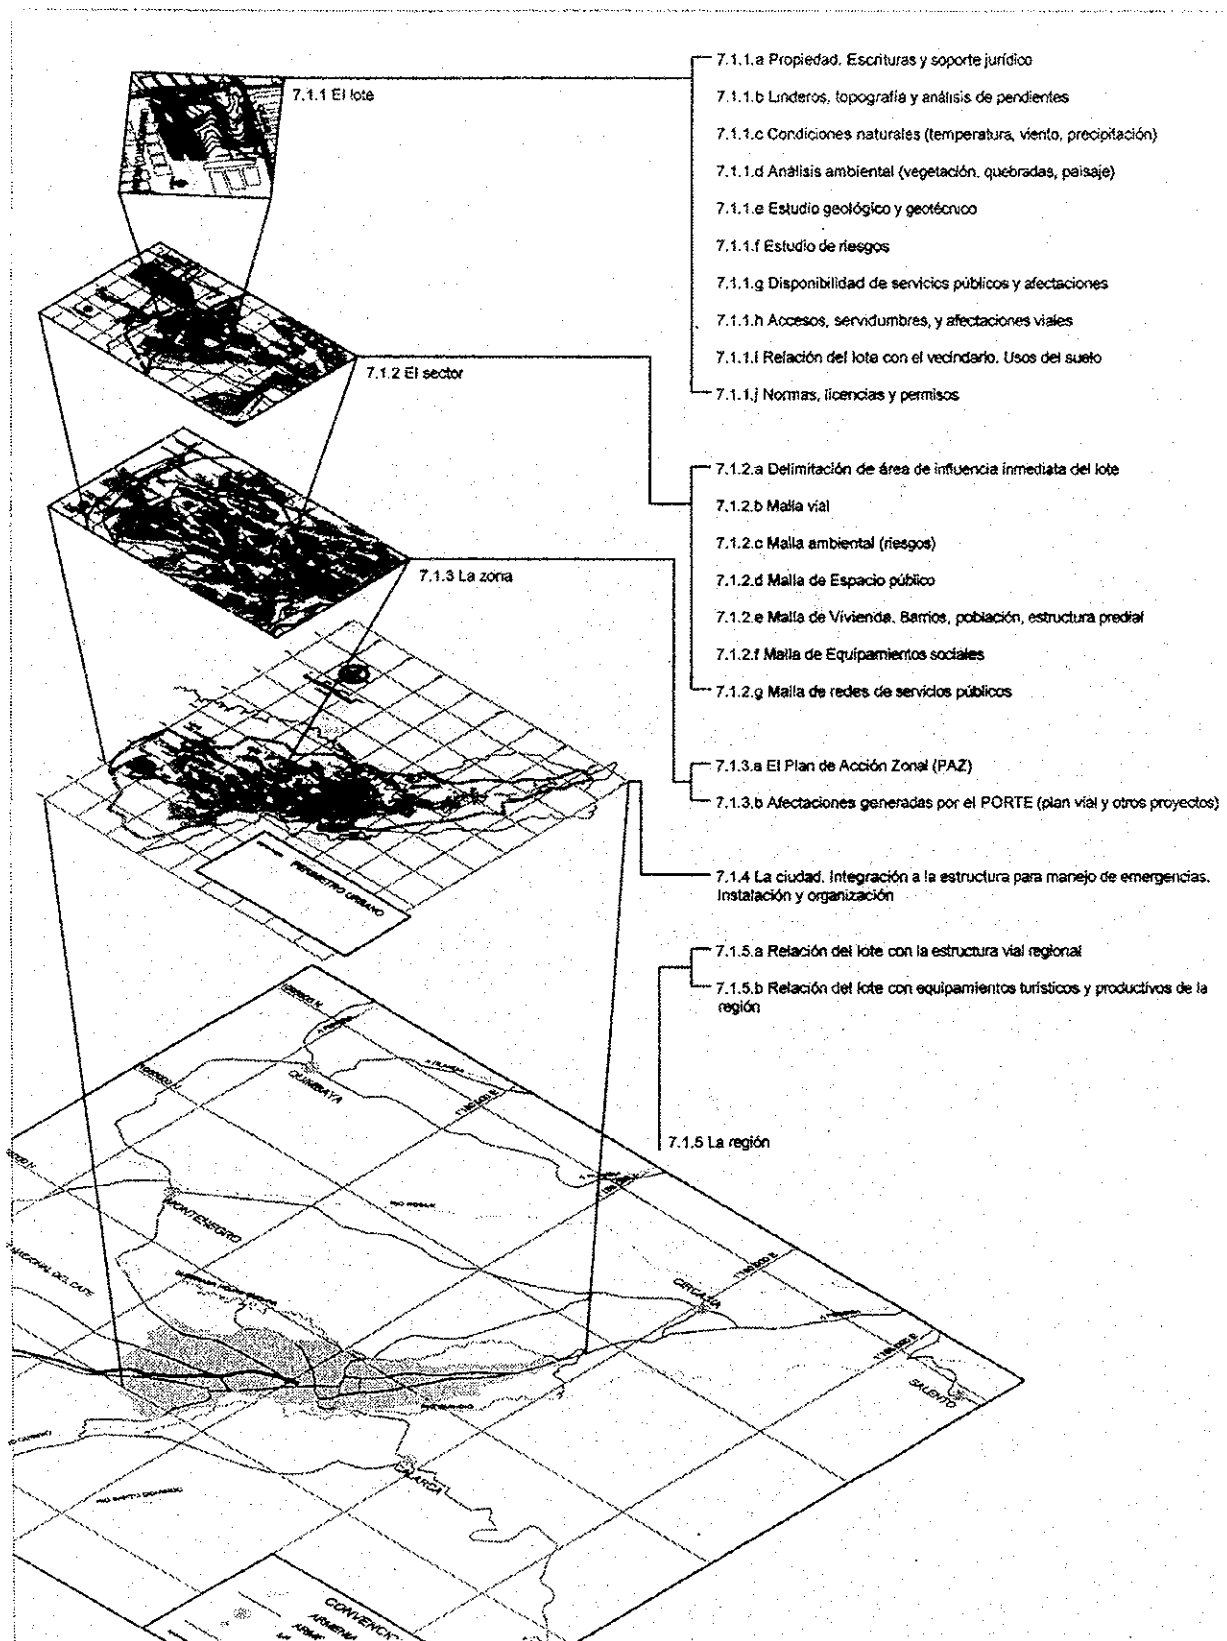 7.1.1 El lote
7.1.1.a Propiedad. Escrituras y soporte jurídico
7.1.1.b Linderos, topografía y análisis de pendientes
7.1.1.c Condiciones naturales (temperatura, viento, precipitación)
7.1.1.d Análisis ambiental (vegetación, quebradas, paisaje)
7.1.1.e Estudio geológico y geotécnico
7.1.1.f Estudio de riesgos
7.1.1.g Disponibilidad de servicios públicos y afectaciones
7.1.1.h Accesos, servidumbres, y afectaciones viales
7.1.1.i Relación del lote con el vecindario. Usos del suelo
7.1.1.j Normas, licencias y permisos
7.1.2 El sector
7.1.2.a Delimitación de área de influencia inmediata del lote
7.1.2.b Malla vial
7.1.2.c Malla ambiental (riesgos)
7.1.2.d Malla de Espacio público
7.1.2.e Malla de Vivienda. Barrios, población, estructura predial
7.1.2.f Malla de Equipamientos sociales
7.1.2.g Malla de redes de servicios públicos
7.1.3 La zona
7.1.3.a El Plan de Acción Zonal (PAZ)
7.1.3.b Afectaciones generadas por el PORTE (plan vial y otros proyectos)
PERIMETRO URBANO
7.1.4 La ciudad. Integración a la estructura para manejo de emergencias.
Instalación y organización
7.1.5.a Relación del lote con la estructura vial regional
7.1.5.b Relación del lote con equipamientos turísticos y productivos de la
región
7.1.5 La región
QUIMBAYA
MONTENEGRO
NACIONAL DEL CAFE
CIRCASIA
SALENTO
CALARCA
CONVENCI
ARMENIA